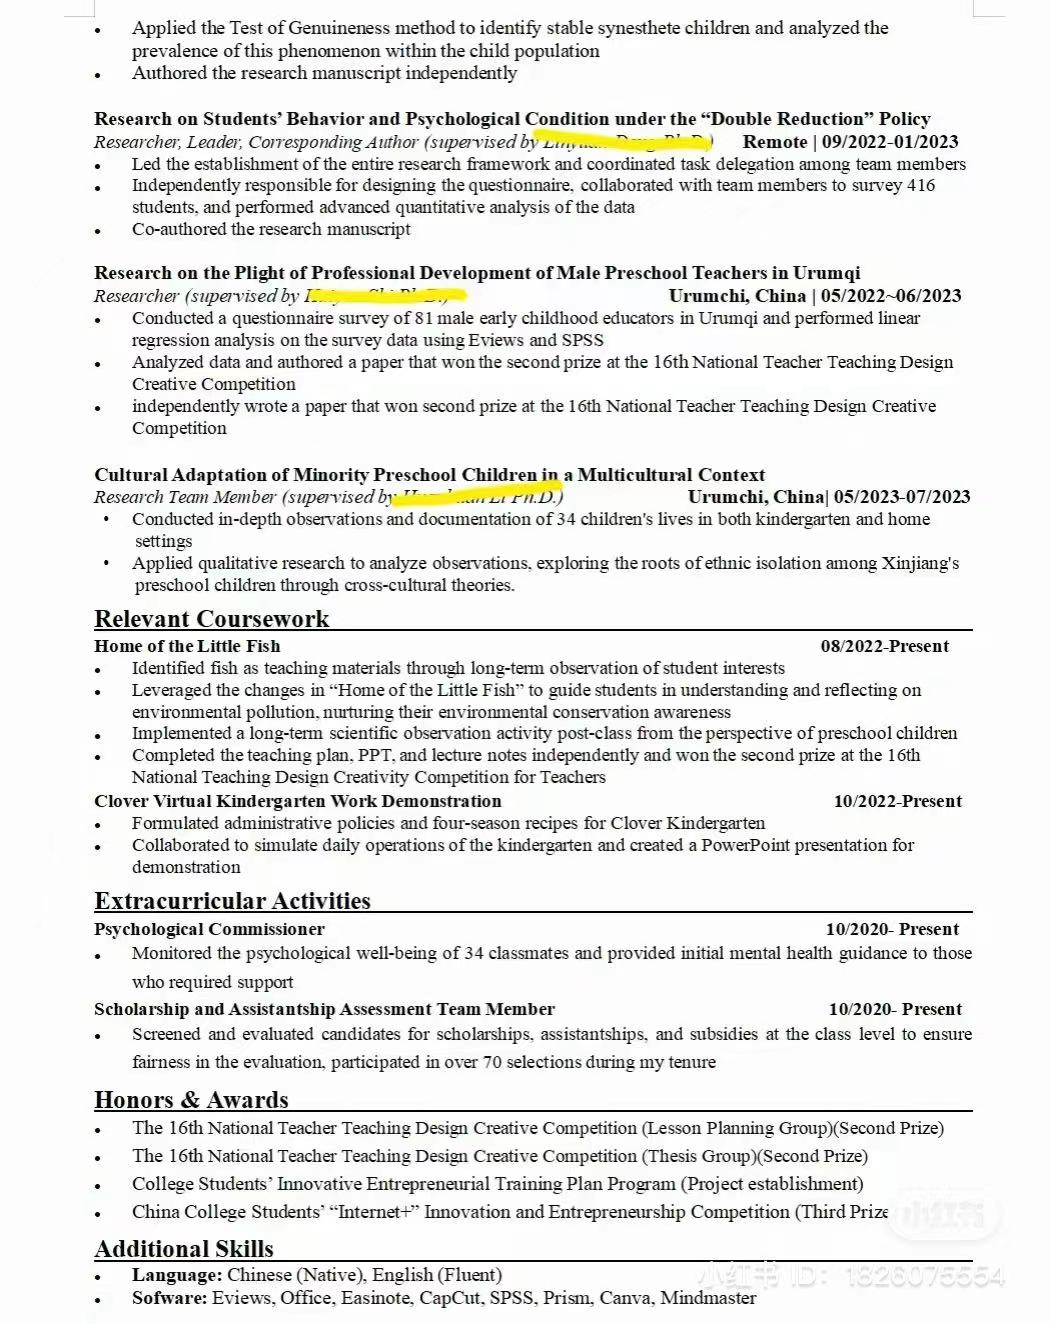 • Applied the Test of Genuineness method to identify stable synesthete children and analyzed the
prevalence of this phenomenon within the child population
• Authored the research manuscript independently
Research on Students’ Behavior and Psychological Condition under the “Double Reduction” Policy
Researcher, Leader, Corresponding Author (supervised by Ph.D.) Remote | 09/2022-01/2023
• Led the establishment of the entire research framework and coordinated task delegation among team members
• Independently responsible for designing the questionnaire, collaborated with team members to survey 416
students, and performed advanced quantitative analysis of the data
• Co-authored the research manuscript
Research on the Plight of Professional Development of Male Preschool Teachers in Urumqi
Researcher (supervised by Ph.D.) Urumchi, China | 05/2022~06/2023
• Conducted a questionnaire survey of 81 male early childhood educators in Urumqi and performed linear
regression analysis on the survey data using Eviews and SPSS
• Analyzed data and authored a paper that won the second prize at the 16th National Teacher Teaching Design
Creative Competition
• independently wrote a paper that won second prize at the 16th National Teacher Teaching Design Creative
Competition
Cultural Adaptation of Minority Preschool Children in a Multicultural Context
Research Team Member (supervised by Ph.D.) Urumchi, China| 05/2023-07/2023
• Conducted in-depth observations and documentation of 34 children's lives in both kindergarten and home
settings
• Applied qualitative research to analyze observations, exploring the roots of ethnic isolation among Xinjiang's
preschool children through cross-cultural theories.
Relevant Coursework
Home of the Little Fish 08/2022-Present
• Identified fish as teaching materials through long-term observation of student interests
• Leveraged the changes in “Home of the Little Fish” to guide students in understanding and reflecting on
environmental pollution, nurturing their environmental conservation awareness
• Implemented a long-term scientific observation activity post-class from the perspective of preschool children
• Completed the teaching plan, PPT, and lecture notes independently and won the second prize at the 16th
National Teaching Design Creativity Competition for Teachers
Clover Virtual Kindergarten Work Demonstration 10/2022-Present
• Formulated administrative policies and four-season recipes for Clover Kindergarten
• Collaborated to simulate daily operations of the kindergarten and created a PowerPoint presentation for
demonstration
Extracurricular Activities
Psychological Commissioner 10/2020- Present
• Monitored the psychological well-being of 34 classmates and provided initial mental health guidance to those
who required support
Scholarship and Assistantship Assessment Team Member 10/2020- Present
• Screened and evaluated candidates for scholarships, assistantships, and subsidies at the class level to ensure
fairness in the evaluation, participated in over 70 selections during my tenure
Honors & Awards
• The 16th National Teacher Teaching Design Creative Competition (Lesson Planning Group)(Second Prize)
• The 16th National Teacher Teaching Design Creative Competition (Thesis Group)(Second Prize)
• College Students’ Innovative Entrepreneurial Training Plan Program (Project establishment)
• China College Students’ “Internet+” Innovation and Entrepreneurship Competition (Third Prize
小红书
Additional Skills
• Language: Chinese (Native), English (Fluent)
小红书 ID: 1826075554
• Sofware: Eviews, Office, Easinote, CapCut, SPSS, Prism, Canva, Mindmaster